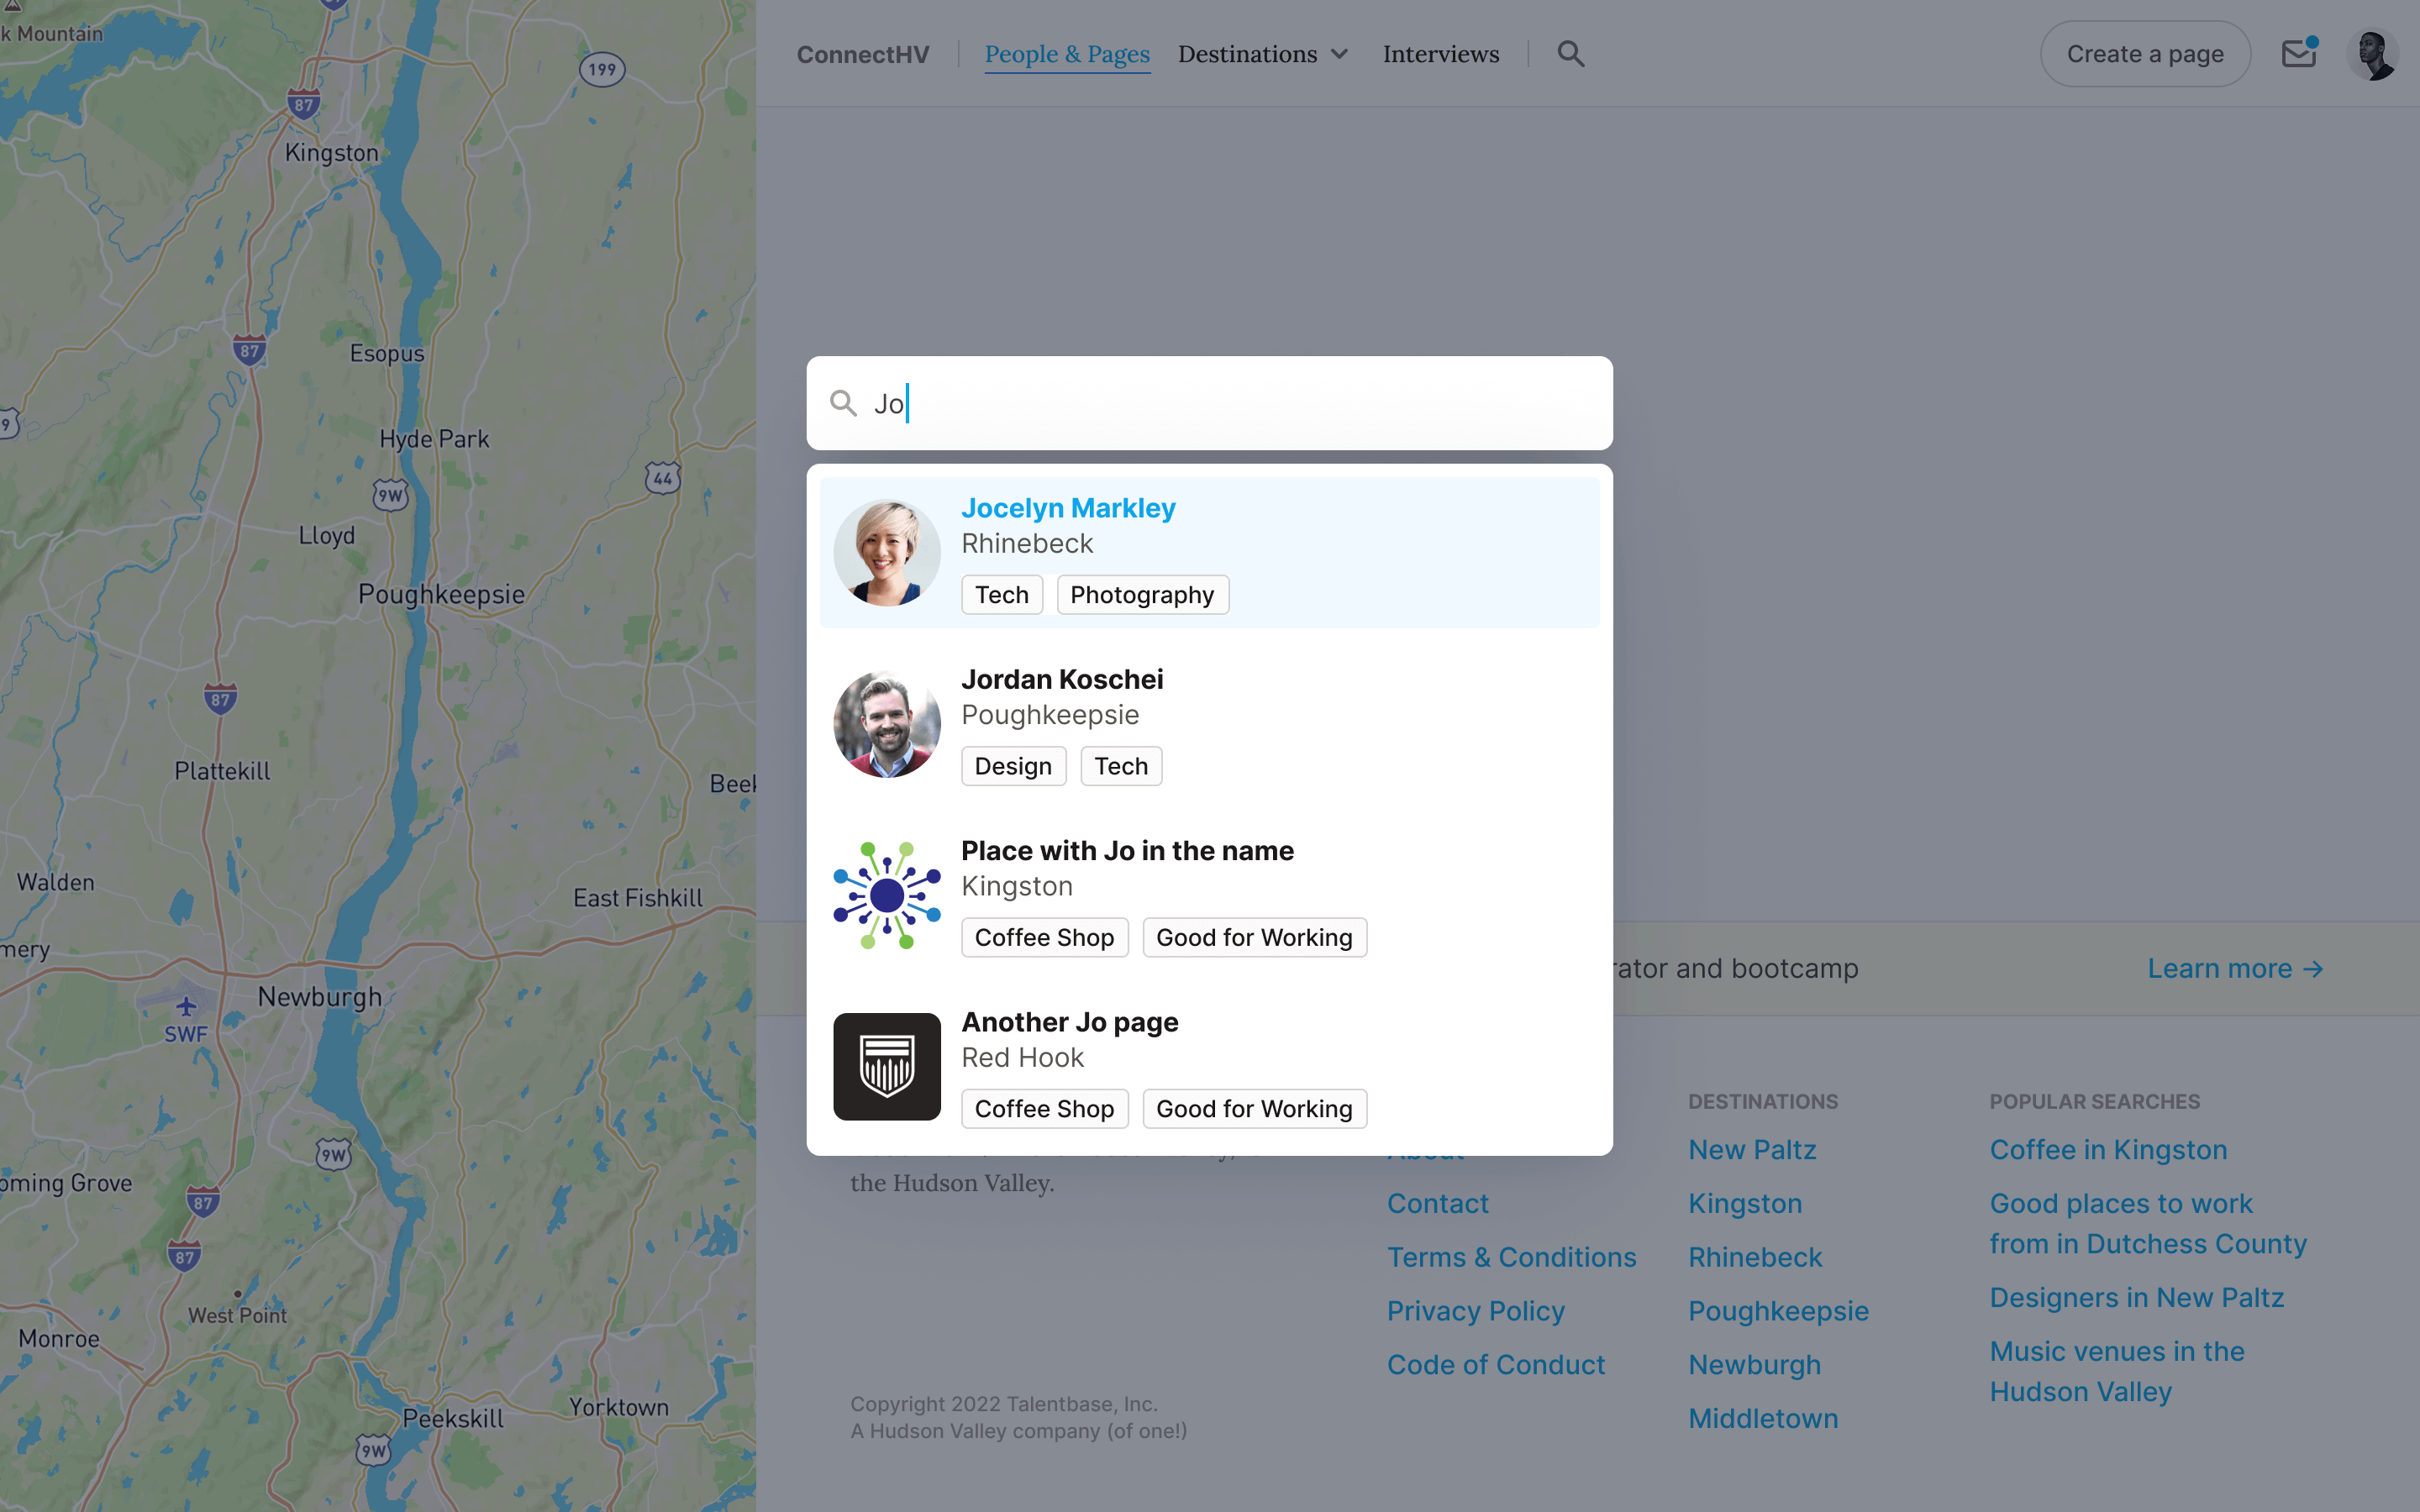 k Mountain
199
87
Kingston
87
Esopus
9
Hyde Park
9W
44
Lloyd
Poughkeepsie
87
Plattekill
Beek
Walden
East Fishkill
mery
Newburgh
SWF
9W
oming Grove
87
87
West Point
Monroe
Yorktown
Peekskill
9W
ConnectHV
People & Pages
Destinations
Interviews
Create a page
Jo
Jocelyn Markley
Rhinebeck
Tech Photography
Jordan Koschei
Poughkeepsie
Design Tech
Place with Jo in the name
Kingston
Coffee Shop Good for Working
Another Jo page
Red Hook
Coffee Shop Good for Working
rator and bootcamp
Learn more →
the Hudson Valley.
Copyright 2022 Talentbase, Inc.
A Hudson Valley company (of one!)
About
Contact
Terms & Conditions
Privacy Policy
Code of Conduct
DESTINATIONS
New Paltz
Kingston
Rhinebeck
Poughkeepsie
Newburgh
Middletown
POPULAR SEARCHES
Coffee in Kingston
Good places to work
from in Dutchess County
Designers in New Paltz
Music venues in the
Hudson Valley